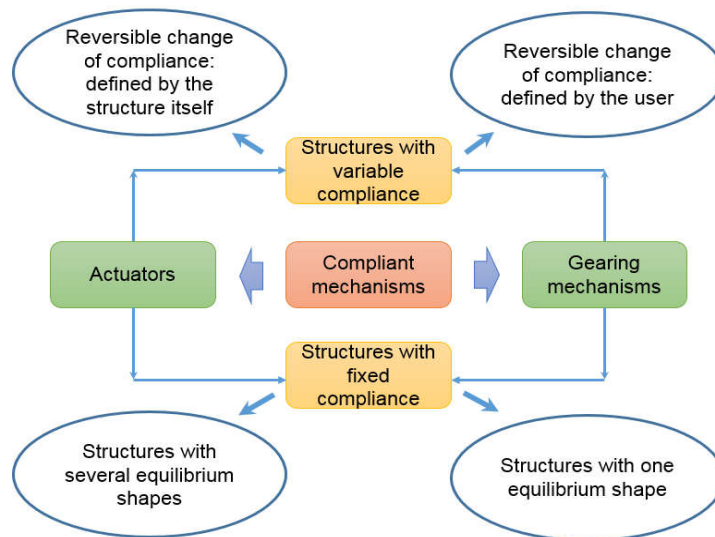 Reversible change
of compliance:
defined by the
structure itself
Reversible change
of compliance:
defined by the user
Structures with
variable
compliance
Actuators
Compliant
mechanisms
Gearing
mechanisms
Structures with
fixed
compliance
Structures with
several equilibrium
shapes
Structures with one
equilibrium shape